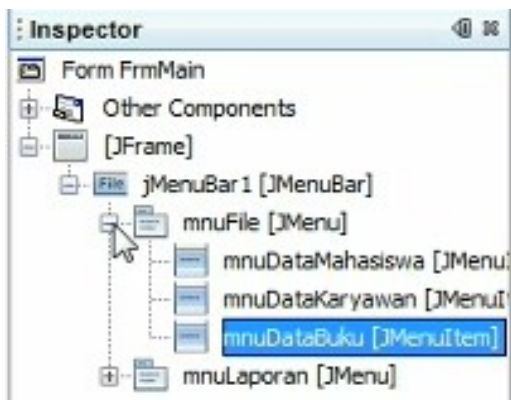 Inspector
Form FrmMain
Other Components
[JFrame]
File jMenuBar1 [JMenuBar]
mnuFile [JMenu]
mnuDataMahasiswa [JMenu
mnuDataKaryawan [JMenuI
mnuDataBuku [JMenuItem]
mnuLaporan [JMenu]